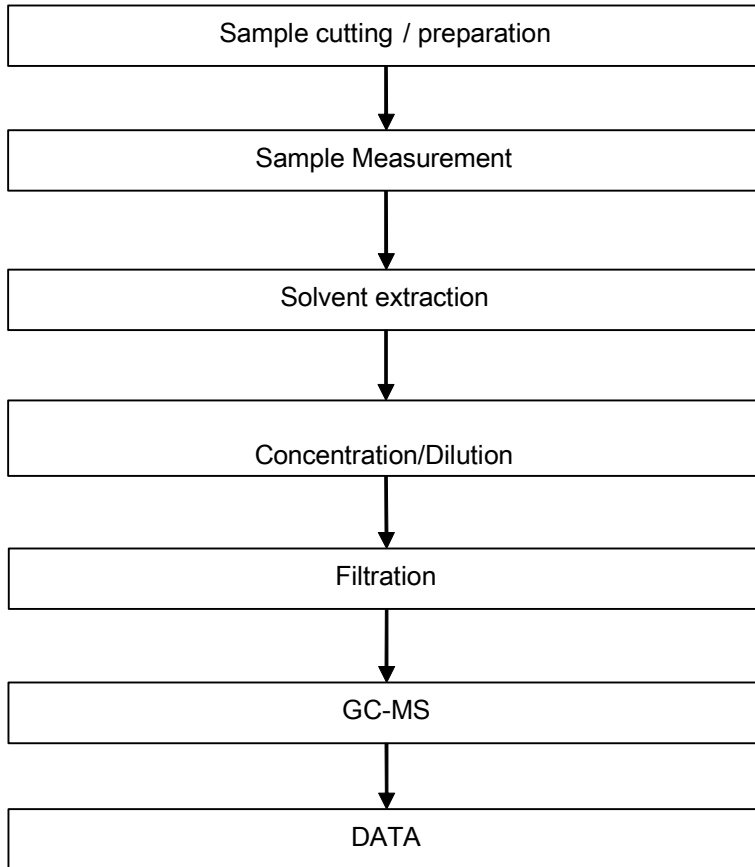 Sample cutting / preparation
Sample Measurement
Solvent extraction
Concentration/Dilution
Filtration
GC-MS
DATA